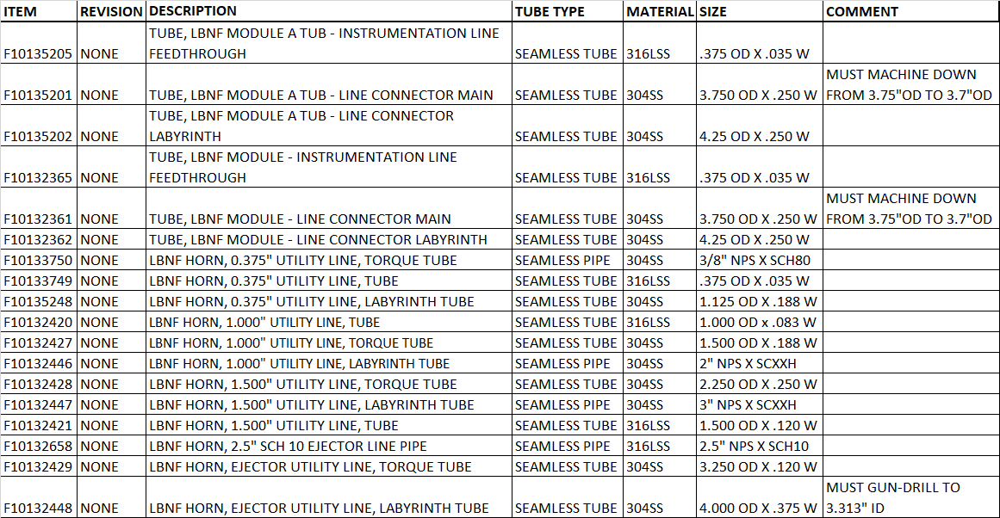 ITEM REVISION DESCRIPTION TUBE TYPE MATERIAL SIZE COMMENT
TUBE, LBNF MODULE A TUB - INSTRUMENTATION LINE
F10135205 NONE FEEDTHROUGH SEAMLESS TUBE 316LSS .375 OD X .035 W
MUST MACHINE DOWN
F10135201 NONE TUBE, LBNF MODULE A TUB - LINE CONNECTOR MAIN SEAMLESS TUBE 304SS 3.750 OD X .250 W FROM 3.75"OD TO 3.7"OD
TUBE, LBNF MODULE A TUB - LINE CONNECTOR
F10135202 NONE LABYRINTH SEAMLESS TUBE 304SS 4.25 OD X .250 W
TUBE, LBNF MODULE - INSTRUMENTATION LINE
F10132365 NONE FEEDTHROUGH SEAMLESS TUBE 316LSS .375 OD X .035 W
MUST MACHINE DOWN
F10132361 NONE TUBE, LBNF MODULE - LINE CONNECTOR MAIN SEAMLESS TUBE 304SS 3.750 OD X .250 W FROM 3.75"OD TO 3.7"OD
F10132362 NONE TUBE, LBNF MODULE - LINE CONNECTOR LABYRINTH SEAMLESS TUBE 304SS 4.25 OD X .250 W
F10133750 NONE LBNF HORN, 0.375" UTILITY LINE, TORQUE TUBE SEAMLESS PIPE 304SS 3/8" NPS X SCH80
F10133749 NONE LBNF HORN, 0.375" UTILITY LINE, TUBE SEAMLESS TUBE 316LSS .375 OD X .035 W
F10135248 NONE LBNF HORN, 0.375" UTILITY LINE, LABYRINTH TUBE SEAMLESS TUBE 304SS 1.125 OD X .188 W
F10132420 NONE LBNF HORN, 1.000" UTILITY LINE, TUBE SEAMLESS TUBE 316LSS 1.000 OD x .083 W
F10132427 NONE LBNF HORN, 1.000" UTILITY LINE, TORQUE TUBE SEAMLESS TUBE 304SS 1.500 OD X .188 W
F10132446 NONE LBNF HORN, 1.000" UTILITY LINE, LABYRINTH TUBE SEAMLESS PIPE 304SS 2" NPS X SCXXH
F10132428 NONE LBNF HORN, 1.500" UTILITY LINE, TORQUE TUBE SEAMLESS TUBE 304SS 2.250 OD X .250 W
F10132447 NONE LBNF HORN, 1.500" UTILITY LINE, LABYRINTH TUBE SEAMLESS PIPE 304SS 3" NPS X SCXXH
F10132421 NONE LBNF HORN, 1.500" UTILITY LINE, TUBE SEAMLESS TUBE 316LSS 1.500 OD X .120 W
F10132658 NONE LBNF HORN, 2.5" SCH 10 EJECTOR LINE PIPE SEAMLESS PIPE 316LSS 2.5" NPS X SCH10
F10132429 NONE LBNF HORN, EJECTOR UTILITY LINE, TORQUE TUBE SEAMLESS TUBE 304SS 3.250 OD X .120 W
MUST GUN-DRILL TO
F10132448 NONE LBNF HORN, EJECTOR UTILITY LINE, LABYRINTH TUBE SEAMLESS TUBE 304SS 4.000 OD X .375 W 3.313" ID